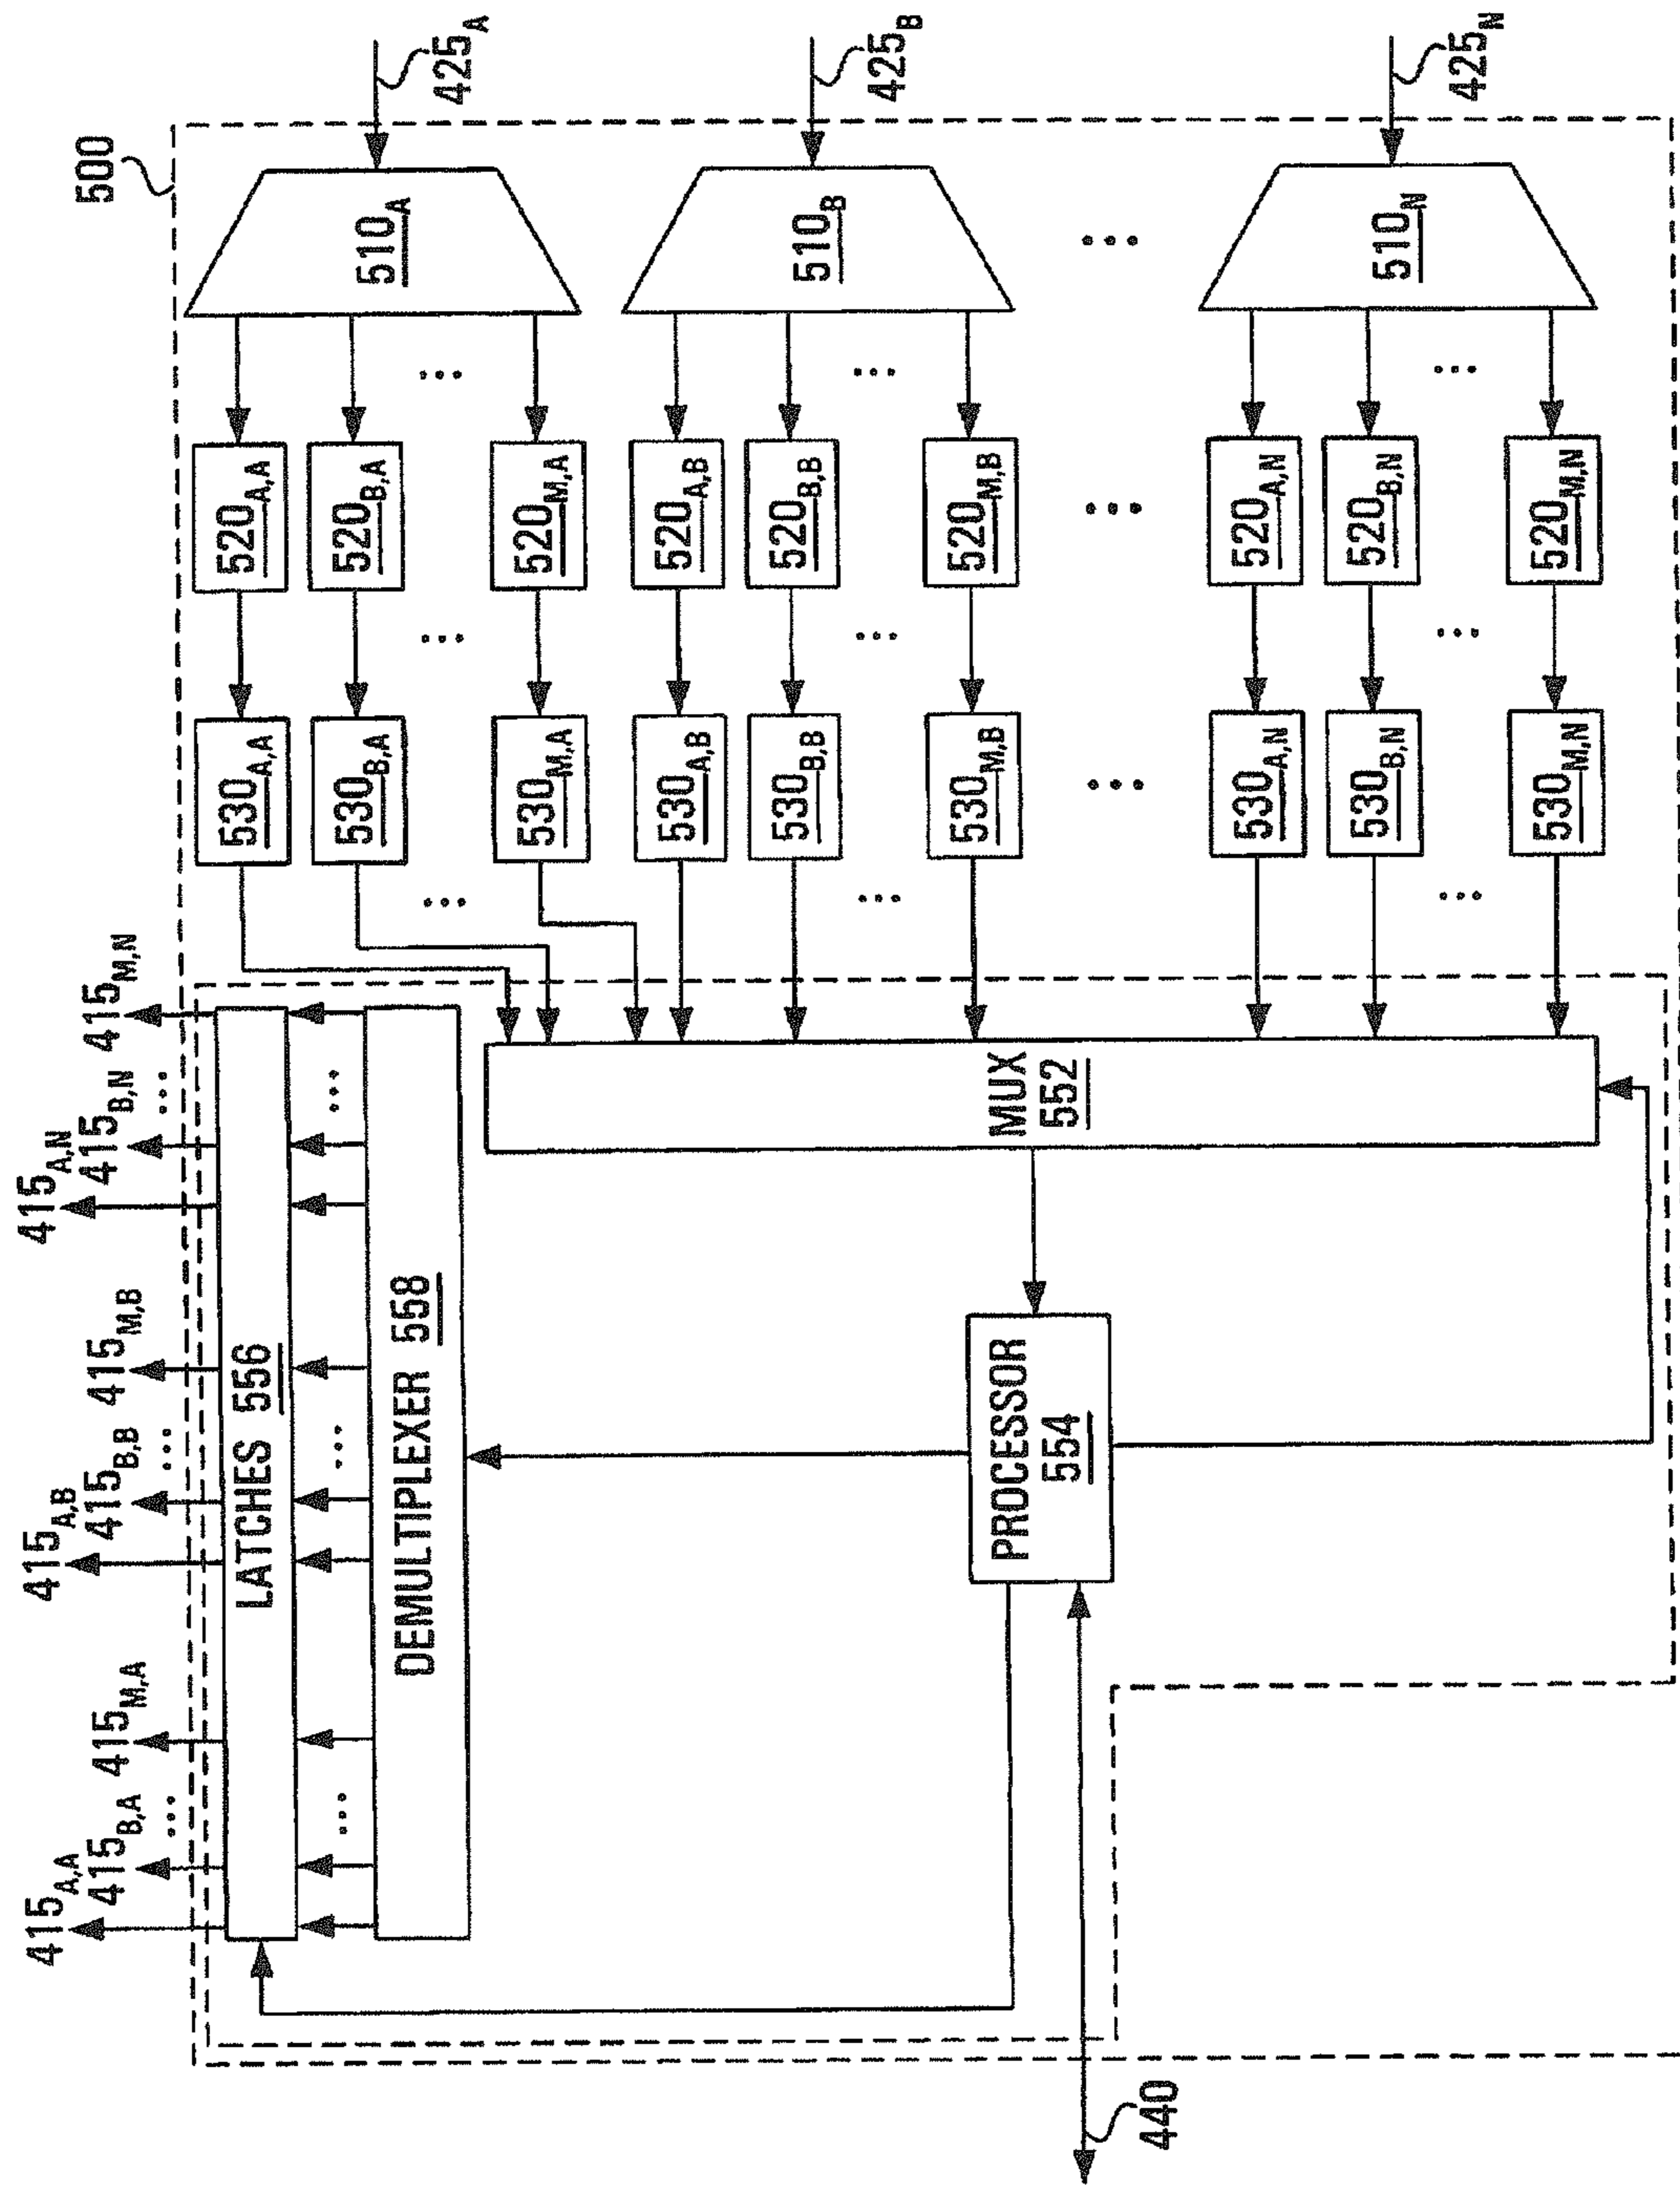 500
425A
425B
425N
510A
510B
510N
...
520A,A
520B,A
520M,A
520A,B
520B,B
520M,B
520A,N
520B,N
520M,N
530A,A
530B,A
530M,A
530A,B
530B,B
530M,B
530A,N
530B,N
530M,N
415A,A
415B,A
415M,A
415A,B
415B,B
415M,B
415A,N
415B,N
415M,N
LATCHES 556
DEMULTIPLEXER 558
MUX
552
PROCESSOR
554
440